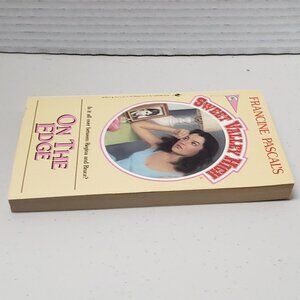 FRANCINE PASCAL'S
SWEET VALLEY HIGH
Is it all over between Regina and Bruce?
ON THE
EDGE